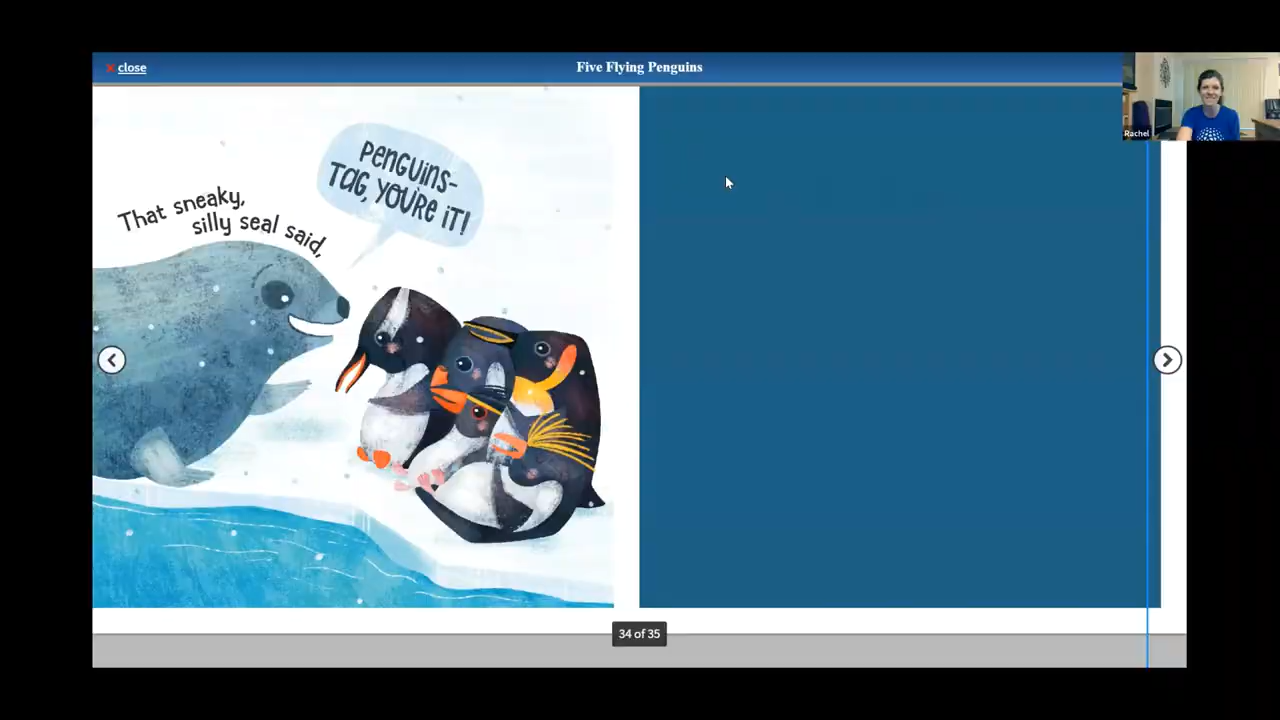 × close
Five Flying Penguins
Rachel
That sneaky,
silly seal said,
PENGUINS-
TAG, YOU'RE IT!
34 of 35